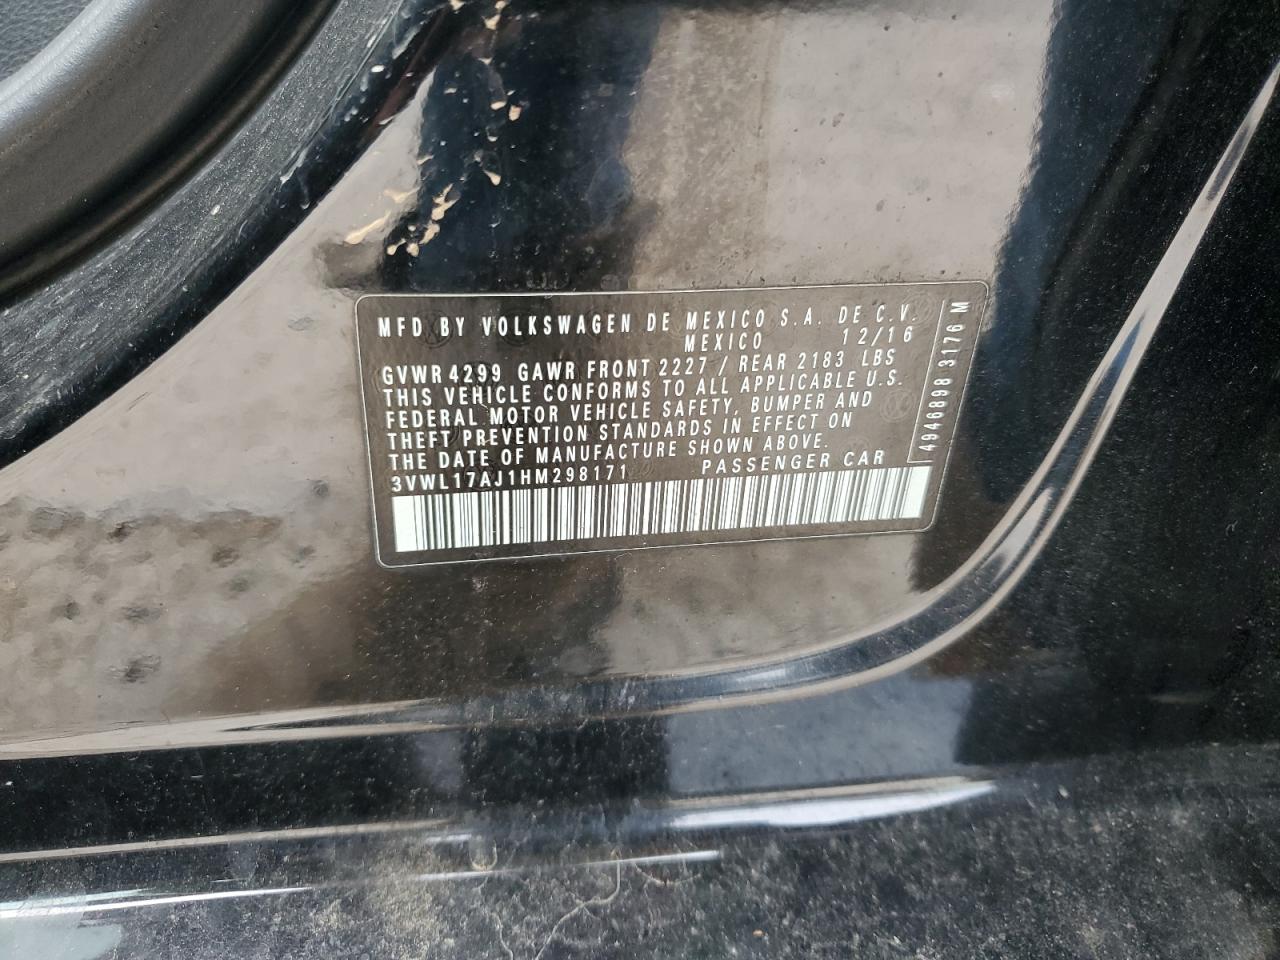 MFD BY VOLKSWAGEN DE MEXICO S.A. DE C.V.
MEXICO 12/16
GVWR 4299 GAWR FRONT 2227 / REAR 2183 LBS
THIS VEHICLE CONFORMS TO ALL APPLICABLE U.S.
FEDERAL MOTOR VEHICLE SAFETY, BUMPER AND
THEFT PREVENTION STANDARDS IN EFFECT ON
THE DATE OF MANUFACTURE SHOWN ABOVE.
3VWL17AJ1HM298171 PASSENGER CAR
4946898 3176 M